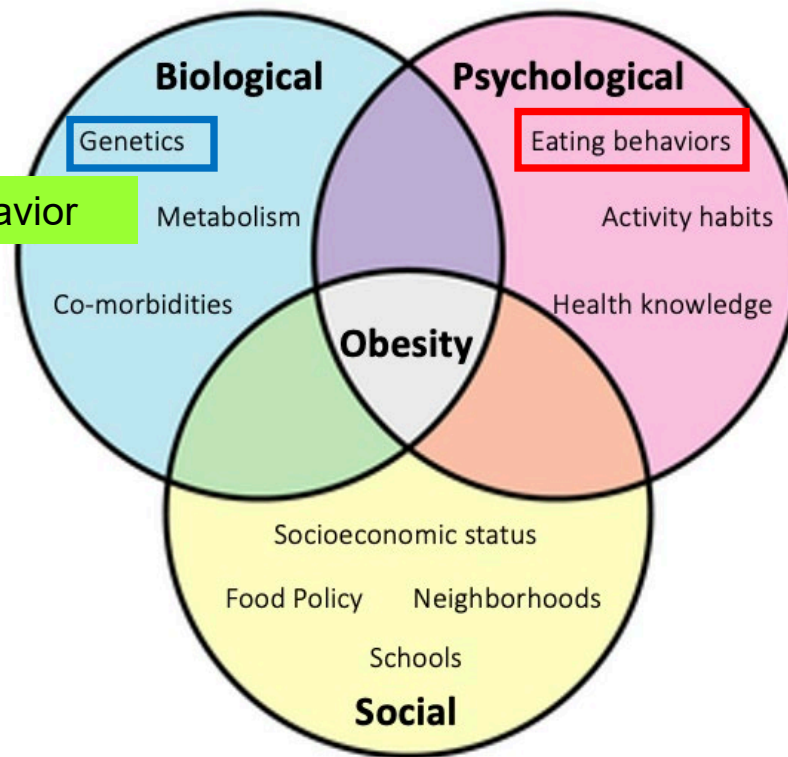 Biological
Psychological
Genetics
Eating behaviors
Metabolism
Activity habits
Co-morbidities
Health knowledge
Obesity
Socioeconomic status
Food Policy
Neighborhoods
Schools
Social